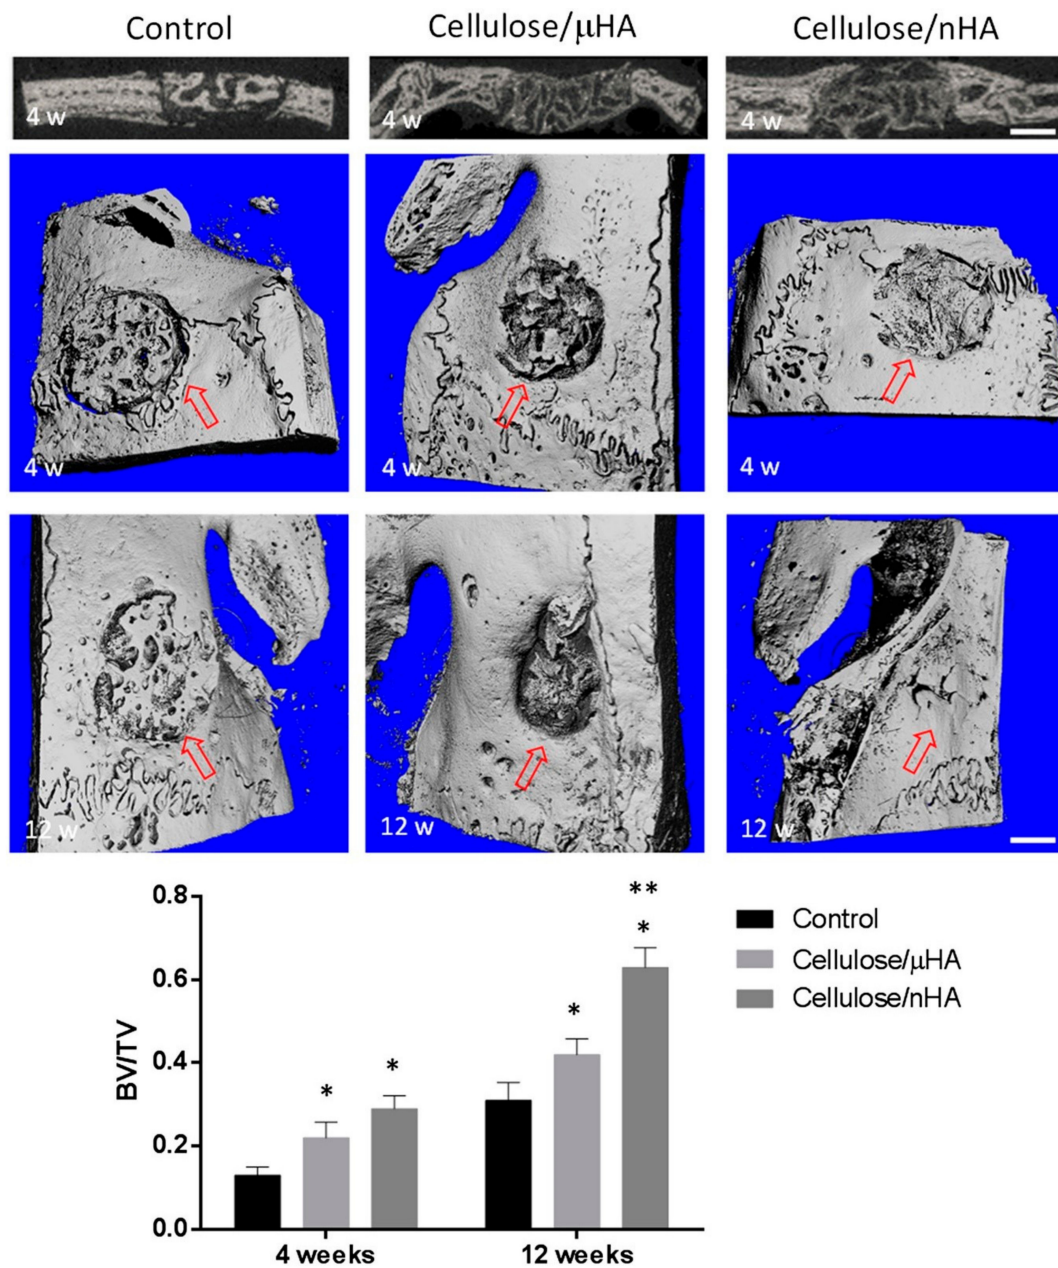 Control Cellulose/μHA Cellulose/nHA
4 w 4 w 4 w
4 w 4 w 4 w
12 w 12 w 12 w
0.8
**
*
Control
Cellulose/μHA
Cellulose/nHA
0.6
*
BV/TV
0.4
* *
0.2
0.0
4 weeks 12 weeks